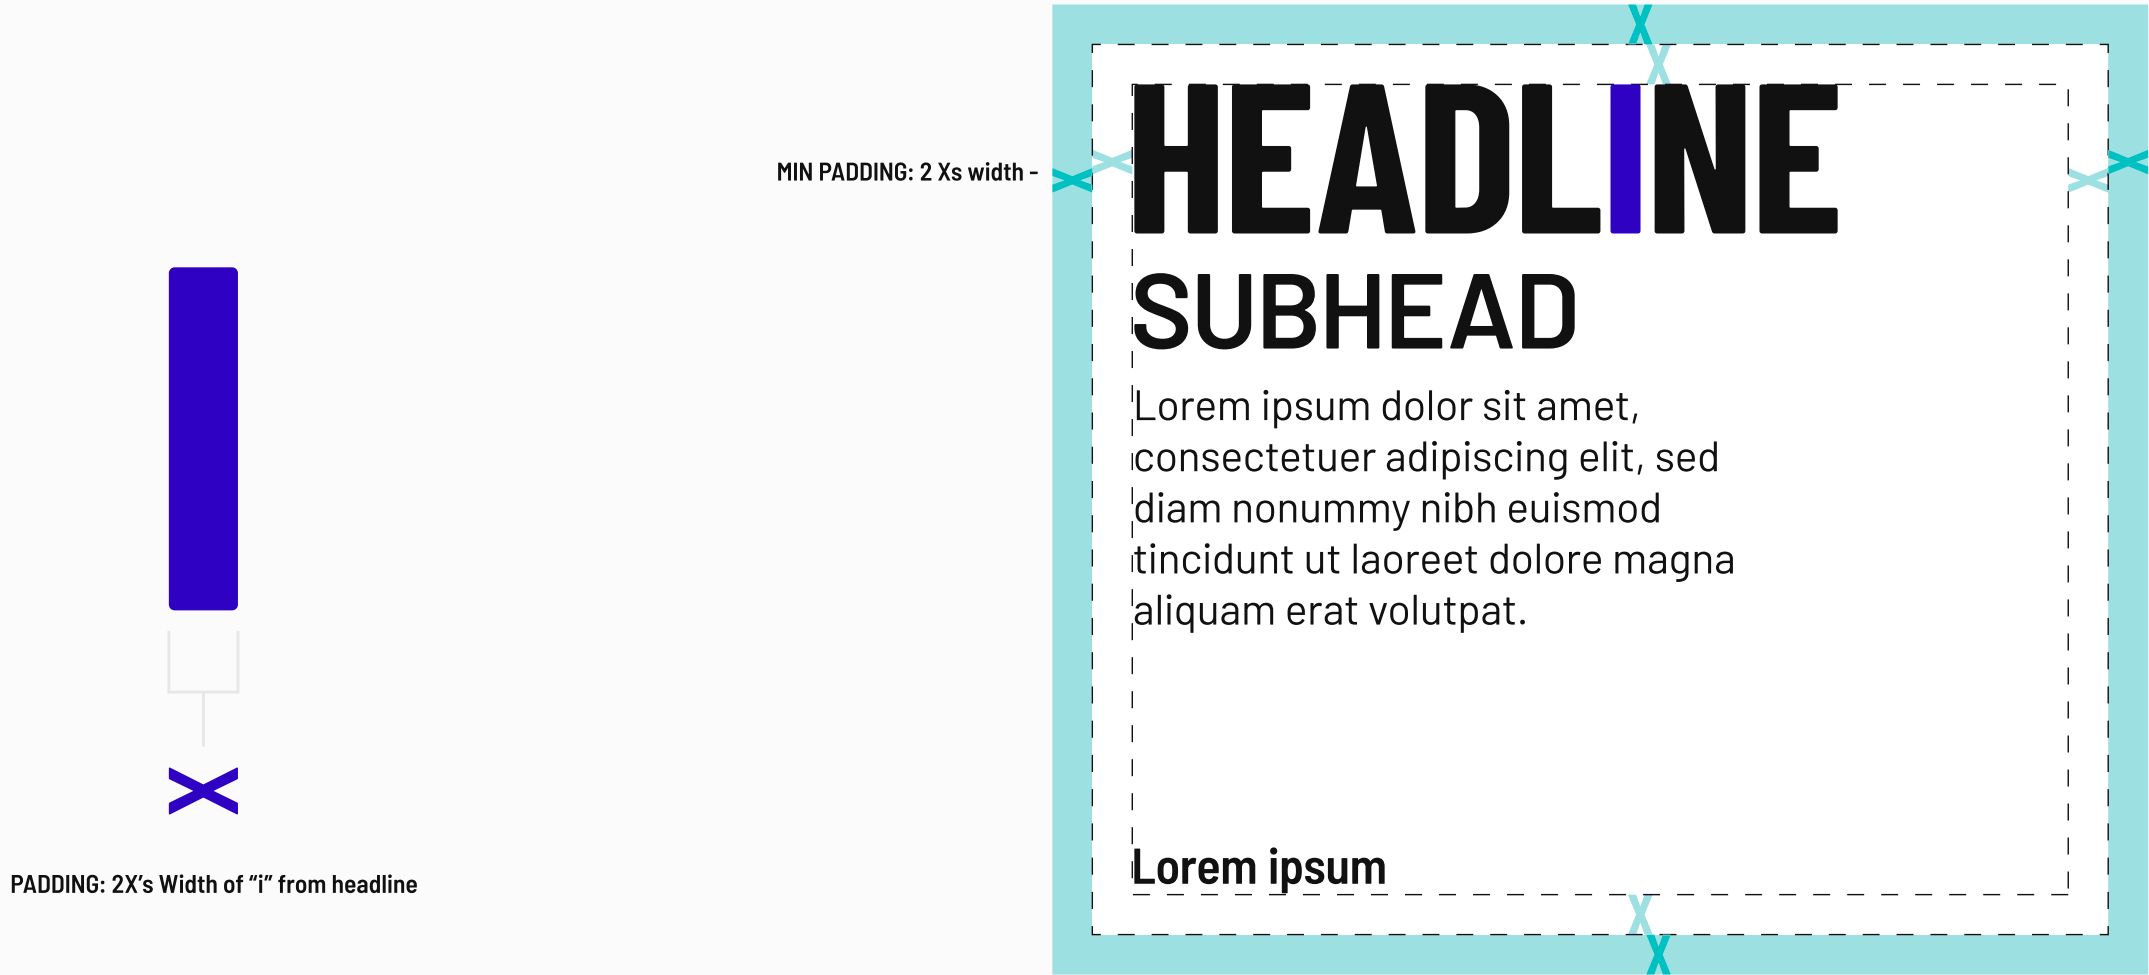 MIN PADDING: 2 Xs width -
PADDING: 2X’s Width of “i” from headline
HEADLINE
SUBHEAD
Lorem ipsum dolor sit amet,
consectetuer adipiscing elit, sed
diam nonummy nibh euismod
tincidunt ut laoreet dolore magna
aliquam erat volutpat.
Lorem ipsum